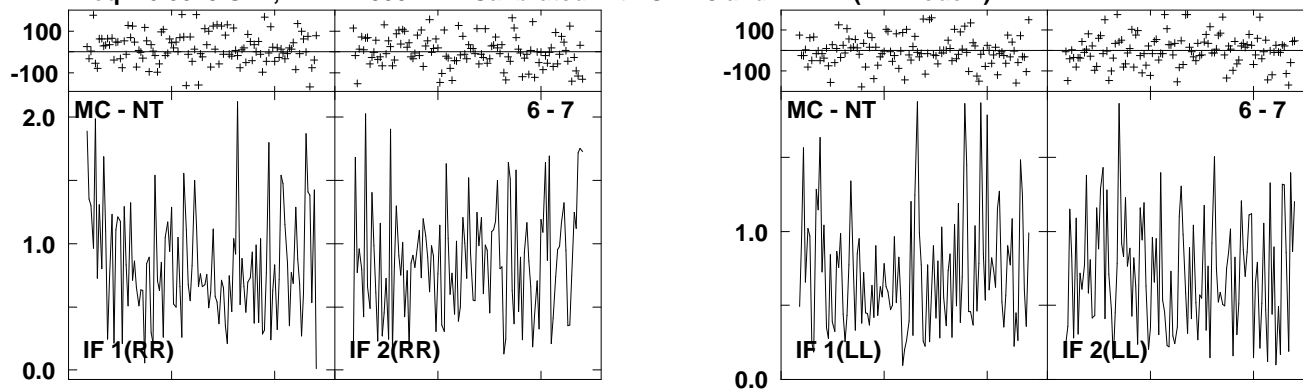 100
-100
MC - NT
6 - 7
2.0
1.0
0.0
IF 1(RR)
IF 2(RR)
100
-100
MC - NT
6 - 7
1.0
0.0
IF 1(LL)
IF 2(LL)